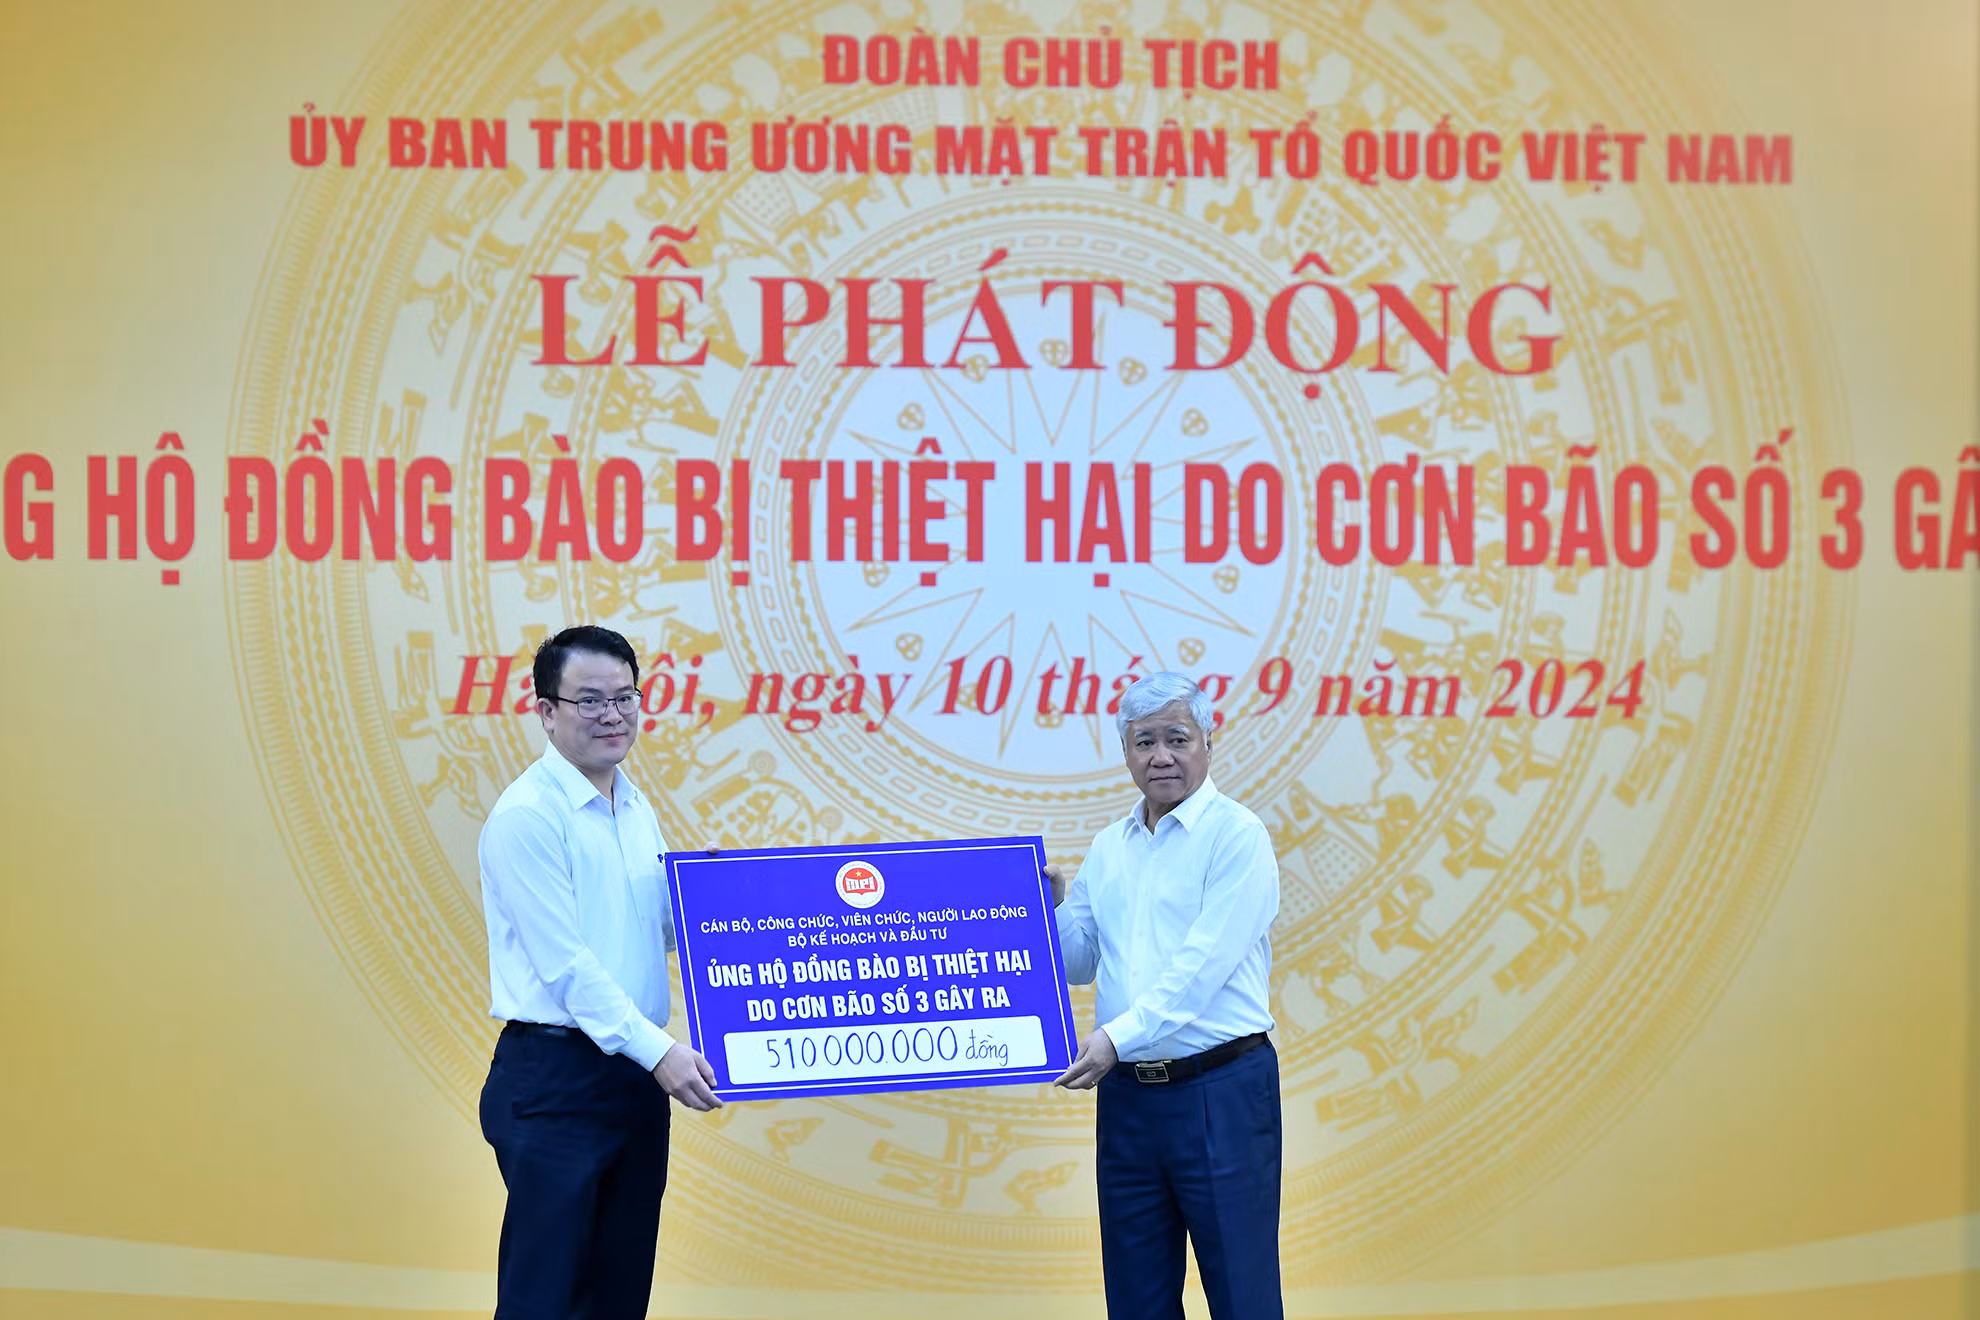 ĐOÀN CHỦ TỊCH
ỦY BAN TRUNG ƯƠNG MẶT TRẬN TỔ QUỐC VIỆT NAM
LỄ PHÁT ĐỘNG
G HỘ ĐỒNG BÀO BỊ THIỆT HẠI DO CƠN BÃO SỐ 3 GÂ
Hà Nội, ngày 10 tháng 9 năm 2024
MPI
CÁN BỘ, CÔNG CHỨC, VIÊN CHỨC, NGƯỜI LAO ĐỘNG
BỘ KẾ HOẠCH VÀ ĐẦU TƯ
ỦNG HỘ ĐỒNG BÀO BỊ THIỆT HẠI
DO CƠN BÃO SỐ 3 GÂY RA
510.000.000 đồng